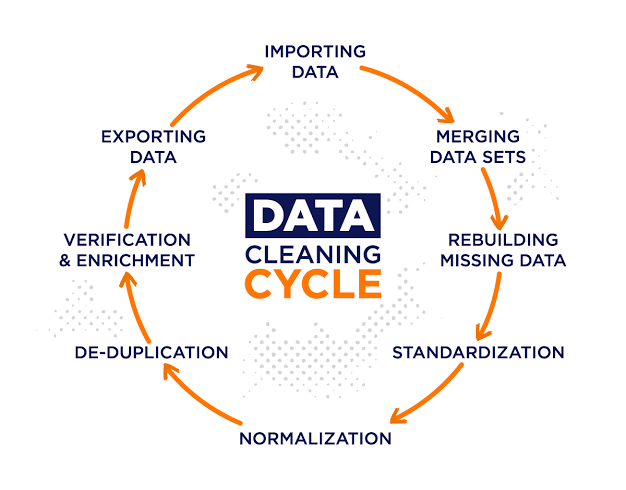 IMPORTING
DATA
MERGING
DATA SETS
REBUILDING
MISSING DATA
STANDARDIZATION
NORMALIZATION
DE-DUPLICATION
VERIFICATION
& ENRICHMENT
EXPORTING
DATA
DATA
CLEANING
CYCLE